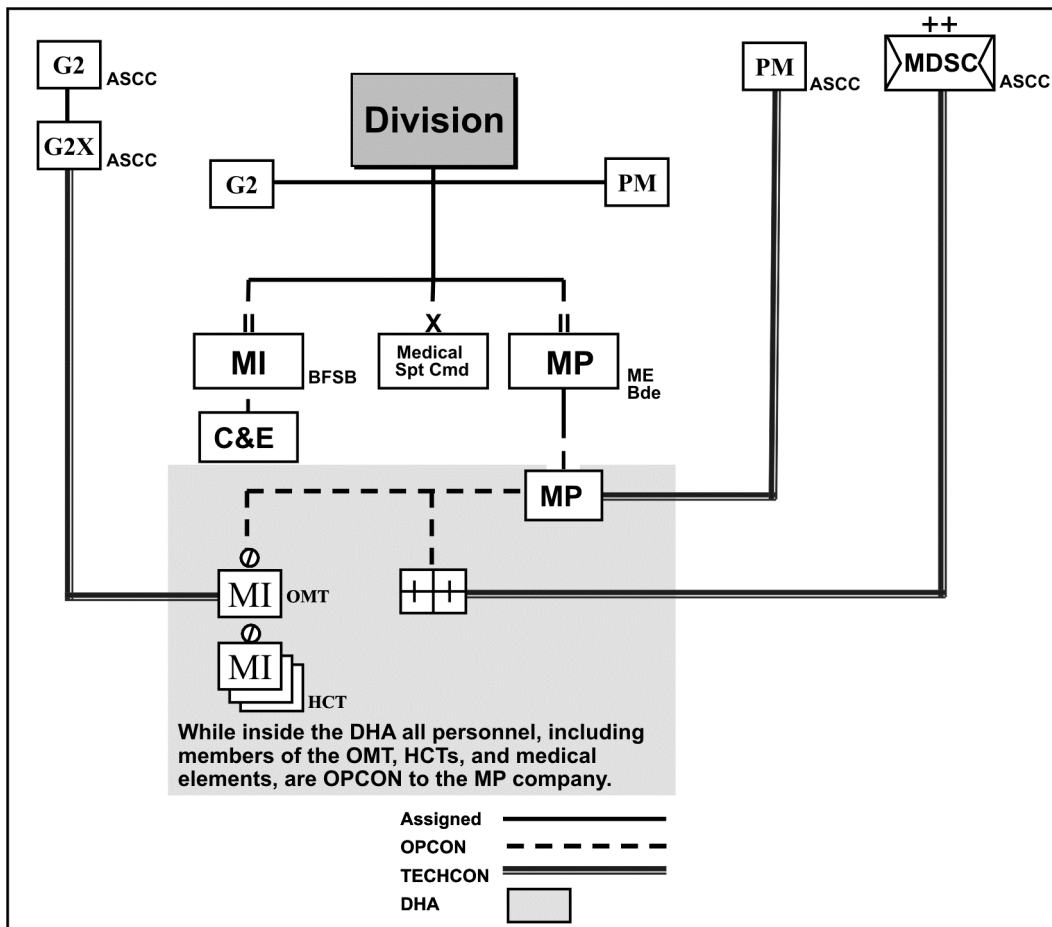 ++
G2
ASCC
PM
ASCC
MDSC
ASCC
G2X
ASCC
Division
G2
PM
MI
BFSB
X
Medical
Spt Cmd
MP
ME
Bde
C&E
MP
MI
OMT
MI
HCT
While inside the DHA all personnel, including
members of the OMT, HCTs, and medical
elements, are OPCON to the MP company.
Assigned
OPCON
TECHCON
DHA